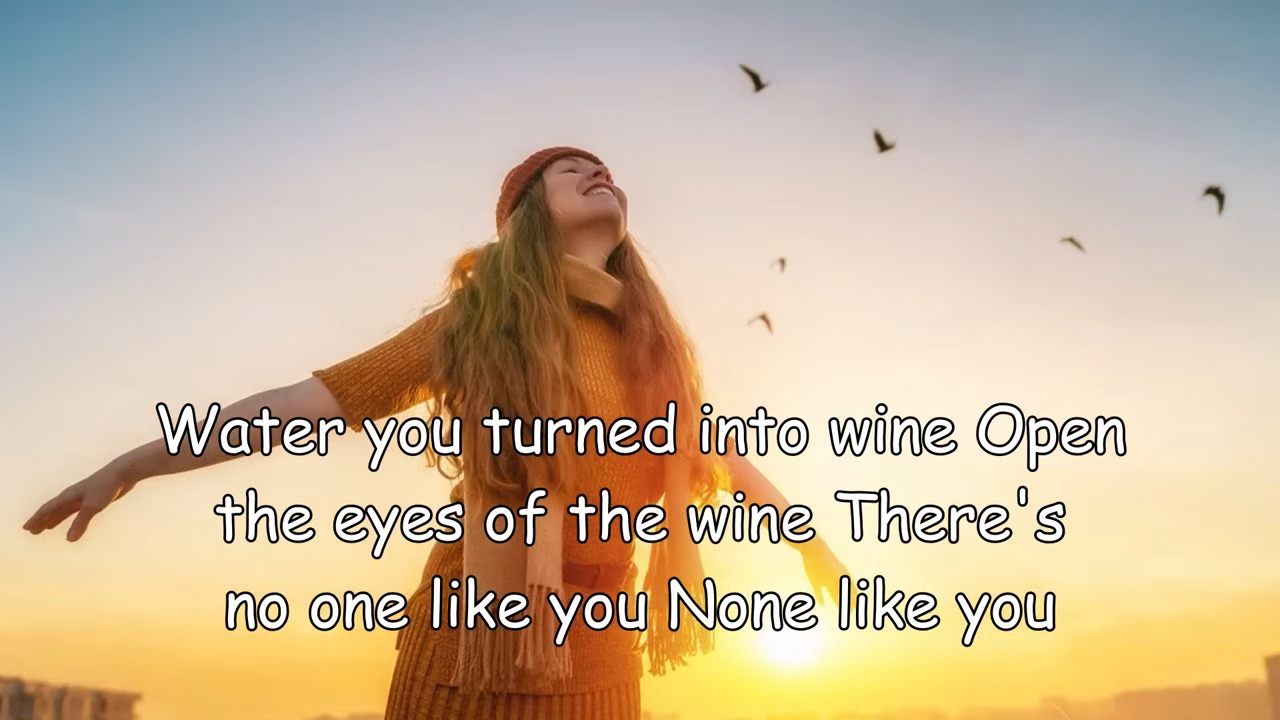 Water you turned into wine Open
the eyes of the wine There's
no one like you None like you